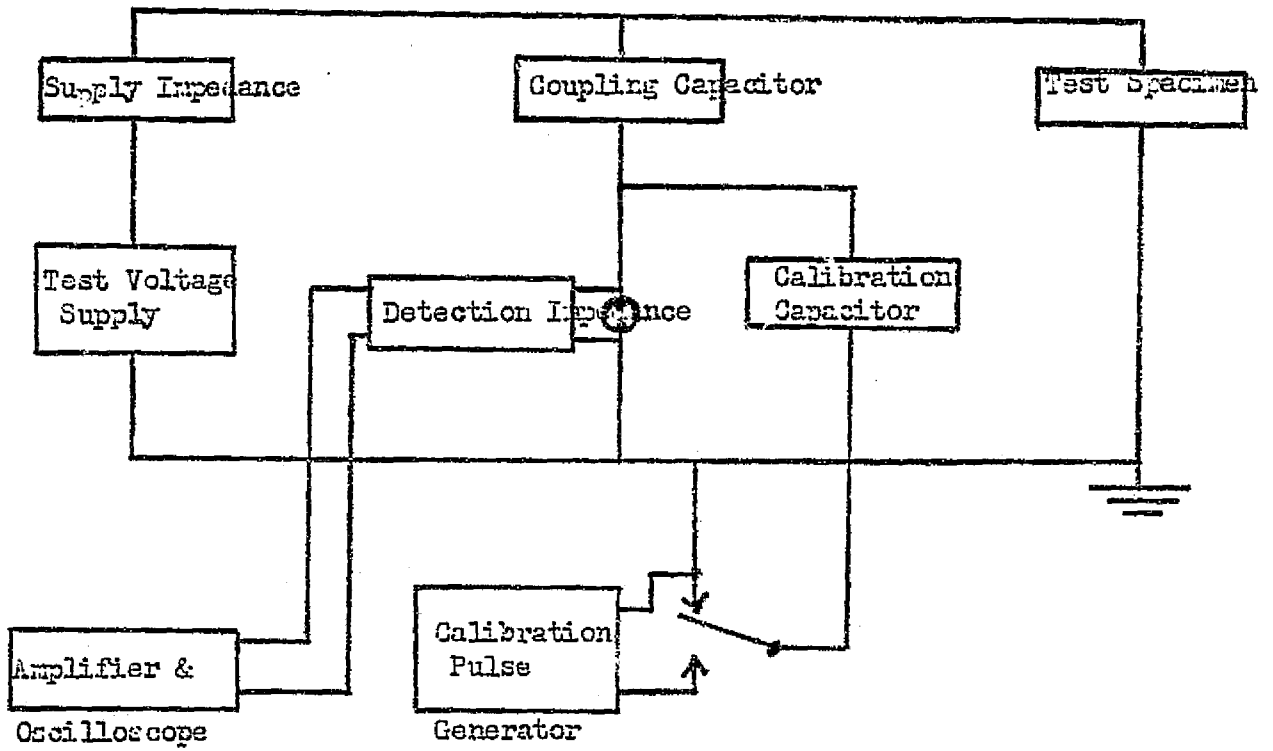 Supply Impedance
Coupling Capacitor
Test Specimen
Test Voltage
Supply
Detection Impedance
Calibration
Capacitor
Calibration
Pulse
Generator
Amplifier &
Oscilloscope